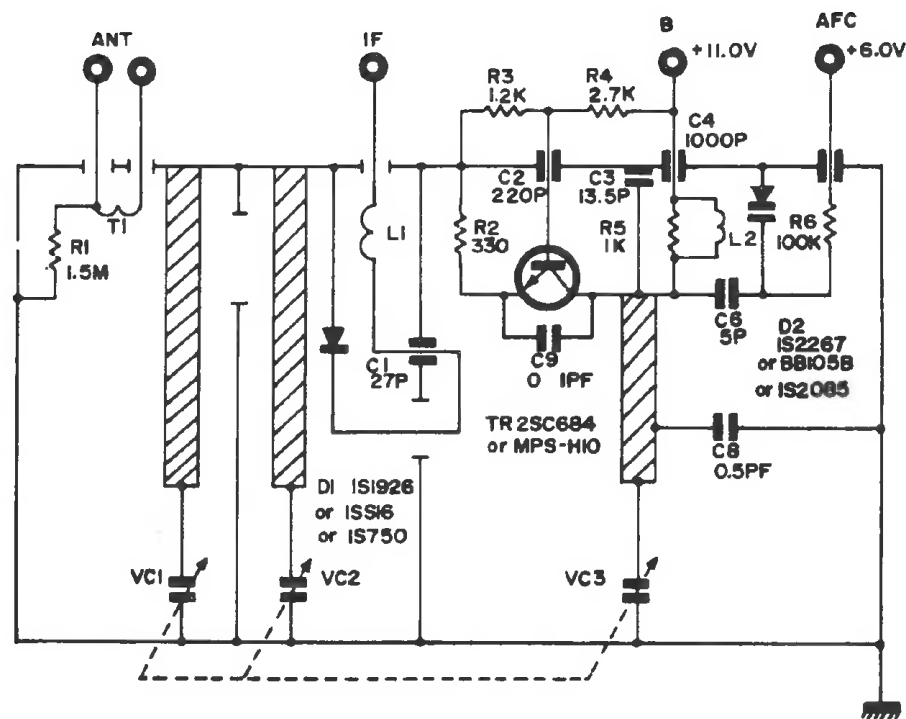 ANT
IF
B
+11.0V
AFC
+6.0V
R3
1.2K
R4
2.7K
C4
1000P
C2
220P
C3
13.5P
T1
R1
1.5M
L1
R2
330
R5
1K
L2
R6
100K
C1
27P
C9
0 1PF
C6
5P
D2
IS2267
or BB105B
or IS2085
TR 2SC684
or MPS-H10
C8
0.5PF
D1 IS1926
or ISS16
or IS750
VC1
VC2
VC3